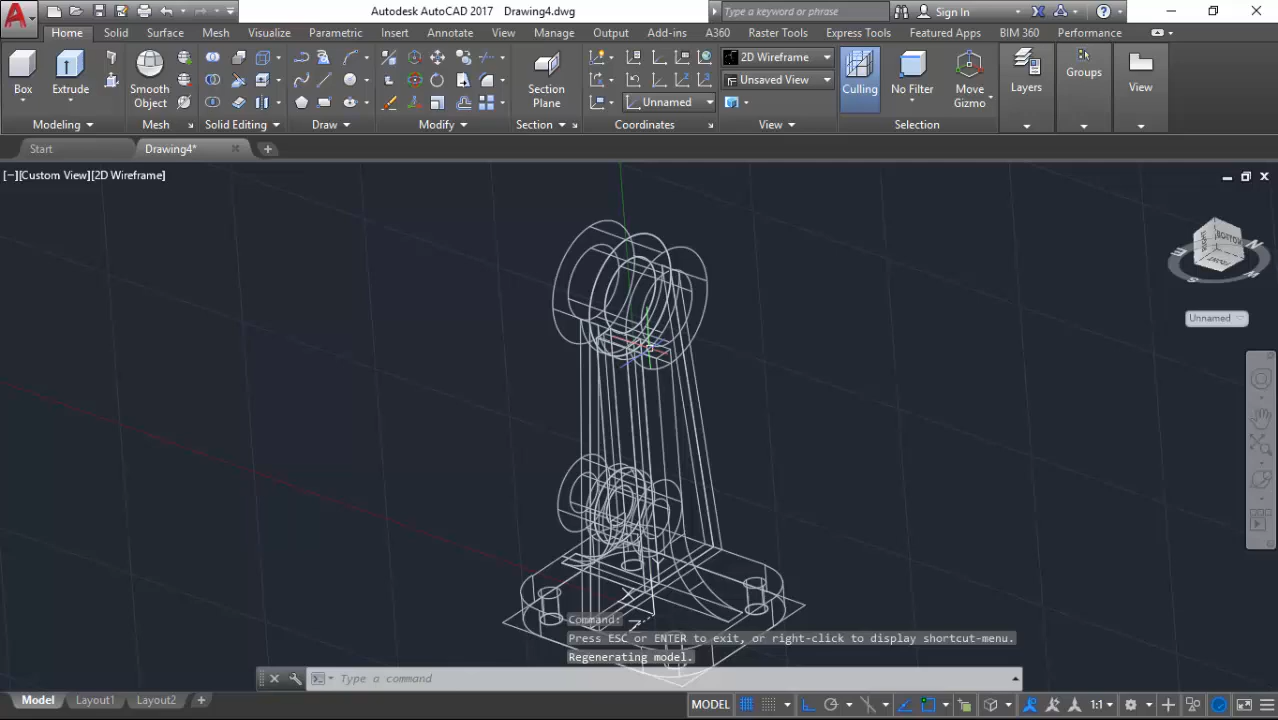 Autodesk AutoCAD 2017 Drawing4.dwg
Type a keyword or phrase
Sign In
Home Solid Surface Mesh Visualize Parametric Insert Annotate View Manage Output Add-ins A360 Raster Tools Express Tools Featured Apps BIM 360 Performance
Box
Extrude
Smooth
Object
Section
Plane
Unnamed
2D Wireframe
Unsaved View
Culling
No Filter
Move
Gizmo
Layers
Groups
View
Modeling
Mesh
Solid Editing
Draw
Modify
Section
Coordinates
View
Selection
Start
Drawing4*
[−][Custom View][2D Wireframe]
BOTTOM
N
W
S
Unnamed
Command:
Press ESC or ENTER to exit, or right-click to display shortcut-menu.
Regenerating model.
Type a command
Model Layout1 Layout2
MODEL
1:1